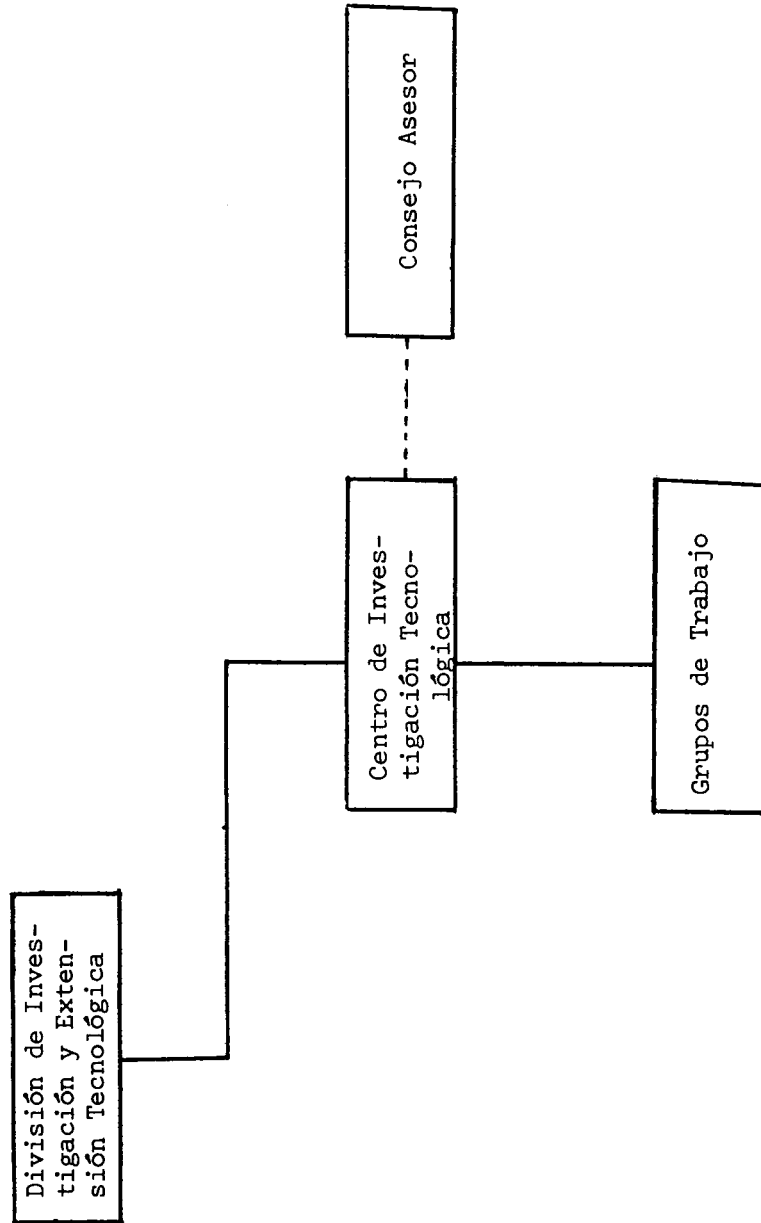 División de Inves-
tigación y Exten-
sión Tecnológica
Centro de Inves-
tigación Tecno-
lógica
Consejo Asesor
Grupos de Trabajo